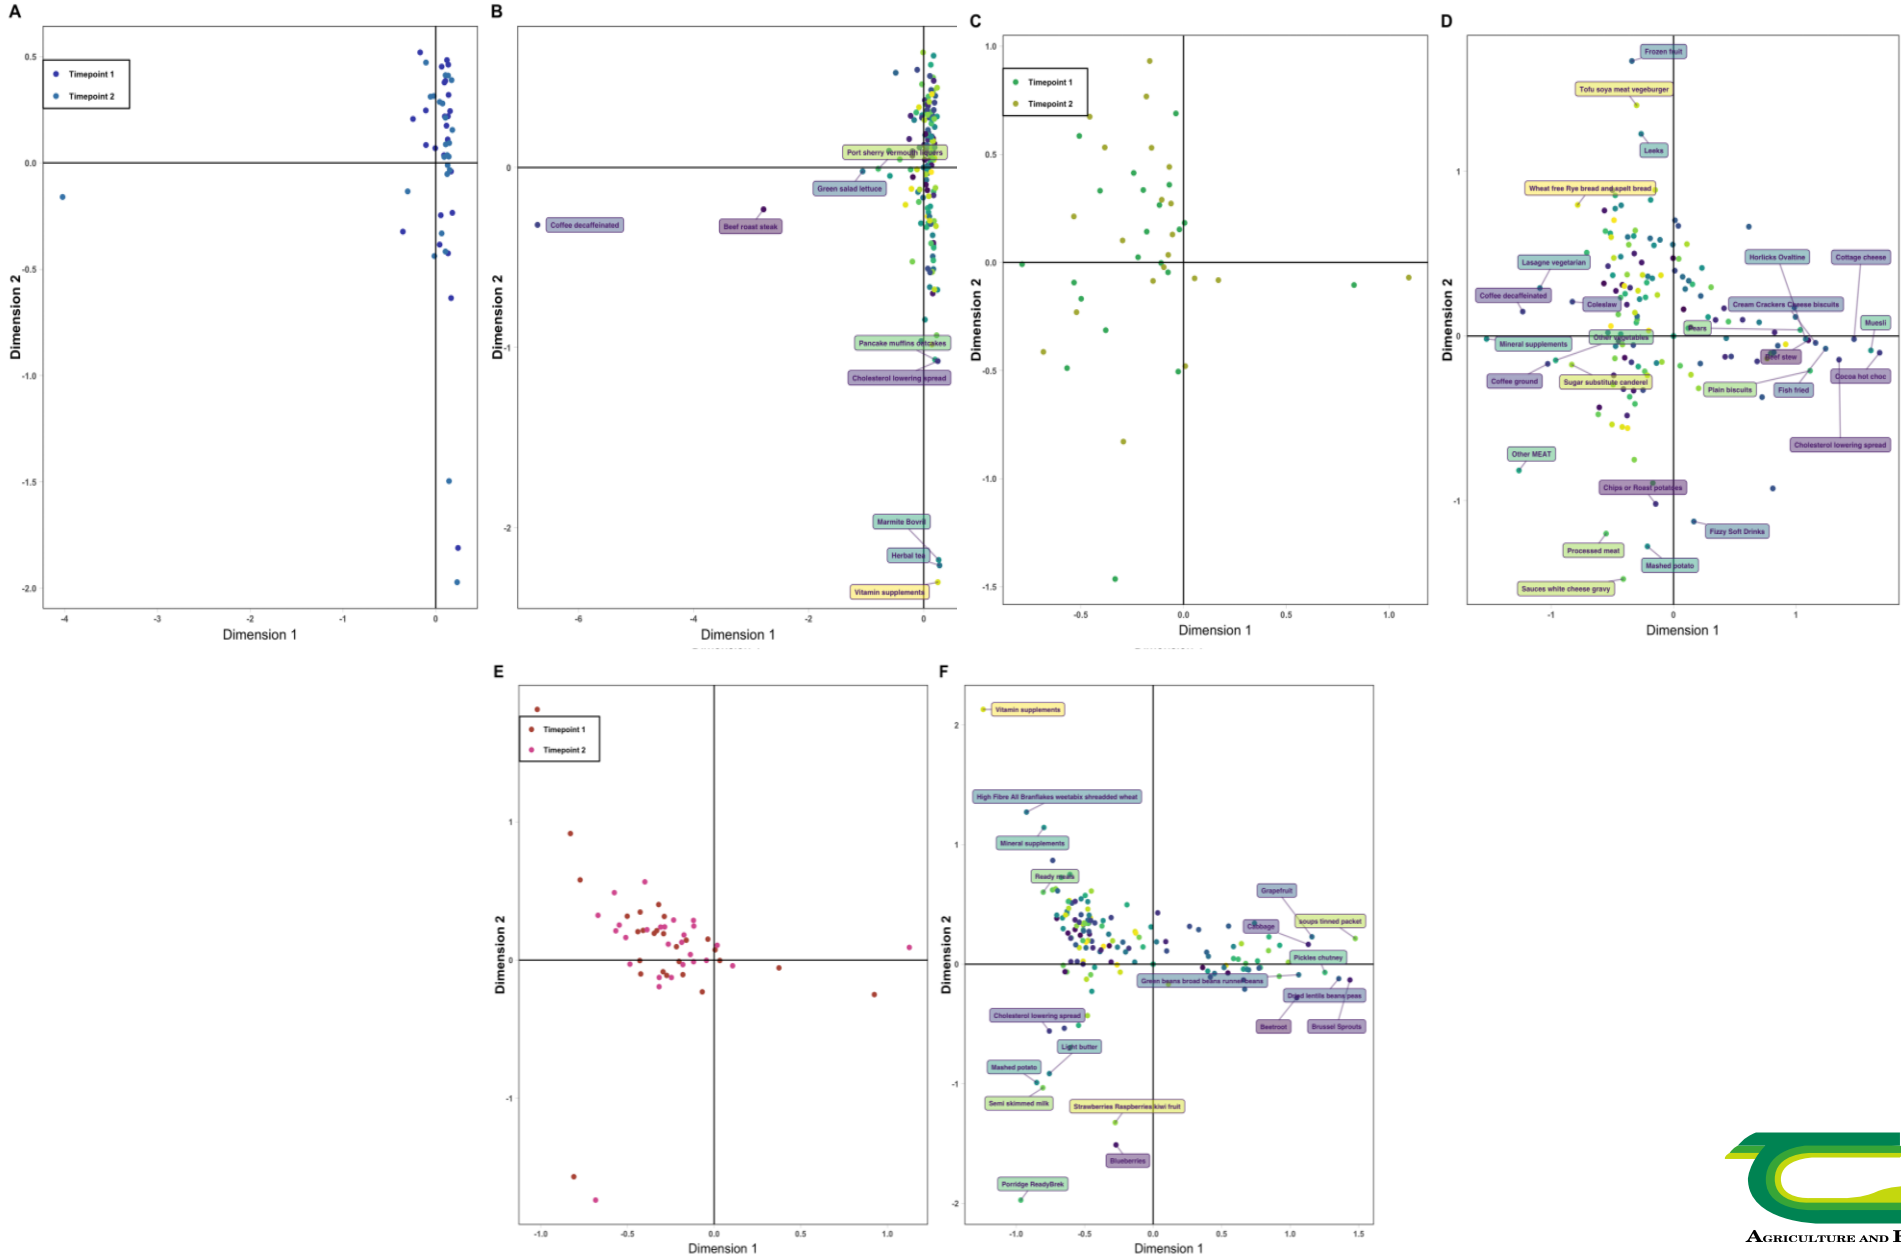 A
0.5
0.0
-0.5
-1.0
-1.5
-2.0
Dimension 2
Timepoint 1
Timepoint 2
-4
-3
-2
-1
0
Dimension 1
B
0
-1
-2
Dimension 2
Port sherry vermouth liquers
Green salad lettuce
Coffee decaffeinated
Beef roast steak
Pancake muffins oatcakes
Cholesterol lowering spread
Marmite Bovril
Herbal tea
Vitamin supplements
-6
-4
-2
0
Dimension 1
C
1.0
0.5
0.0
-0.5
-1.0
-1.5
Timepoint 1
Timepoint 2
-0.5
0.0
0.5
1.0
Dimension 1
D
1
0
-1
Dimension 2
Frozen fruit
Tofu soya meat vegeburger
Leeks
Wheat free Rye bread and spelt bread
Lasagne vegetarian
Horlicks Ovaltine
Cottage cheese
Coffee decaffeinated
Coleslaw
Cream Crackers Cheese biscuits
Pears
Muesli
Mineral supplements
Other vegetables
Beef stew
Coffee ground
Sugar substitute canderel
Plain biscuits
Fish fried
Cocoa hot choc
Cholesterol lowering spread
Other MEAT
Chips or Roast potatoes
Fizzy Soft Drinks
Processed meat
Mashed potato
Sauces white cheese gravy
-1
0
1
Dimension 1
E
1
0
-1
Dimension 2
Timepoint 1
Timepoint 2
-1.0
-0.5
0.0
0.5
1.0
Dimension 1
F
2
1
0
-1
-2
Dimension 2
Vitamin supplements
High Fibre All Branflakes weetabix shreadded wheat
Mineral supplements
Ready meals
Grapefruit
soups tinned packet
Cabbage
Pickles chutney
Green beans broad beans runnerbeans
Dried lentils beans peas
Beetroot
Brussel Sprouts
Cholesterol lowering spread
Light butter
Mashed potato
Semi skimmed milk
Strawberries Raspberries kiwi fruit
Blueberries
Porridge ReadyBrek
-1.0
-0.5
0.0
0.5
1.0
1.5
Dimension 1
AGRICULTURE AND